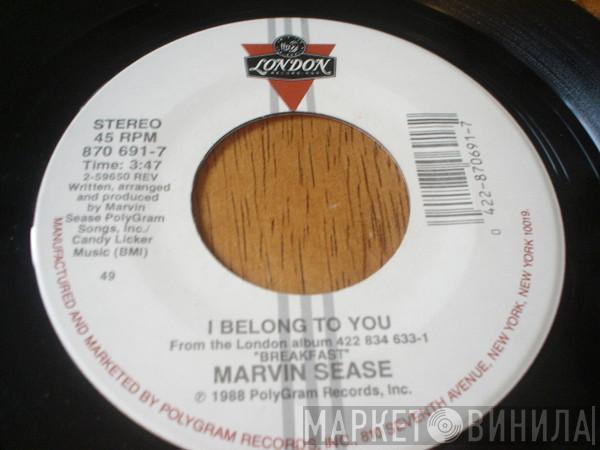 LONDON
STEREO
45 RPM
870 691-7
Time: 3:47
2-59650 REV
Written, arranged
and produced
by Marvin
Sease PolyGram
Songs, Inc./
Candy Licker
Music (BMI)
49
0 422-870691-7
I BELONG TO YOU
From the London album 422 834 633-1
"BREAKFAST"
MARVIN SEASE
℗ 1988 PolyGram Records, Inc.
MANUFACTURED AND MARKETED BY POLYGRAM RECORDS, INC., 810 SEVENTH AVENUE, NEW YORK, NEW YORK 10019.
МАРКЕТ ВИНИЛА